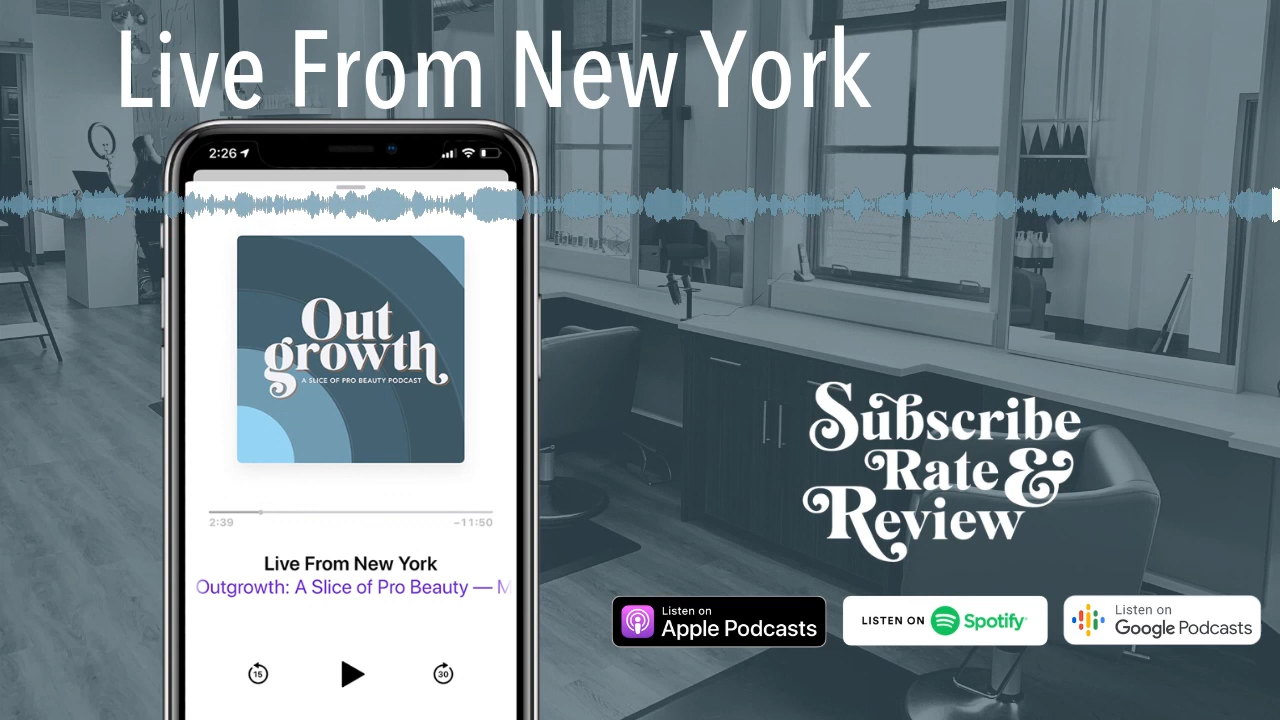 Live From New York
2:26
Out
growth
A SLICE OF PRO BEAUTY PODCAST
2:39
-11:50
Live From New York
Outgrowth: A Slice of Pro Beauty — M
15
30
Subscribe
Rate &
Review
Listen on
Apple Podcasts
LISTEN ON Spotify
Listen on
Google Podcasts